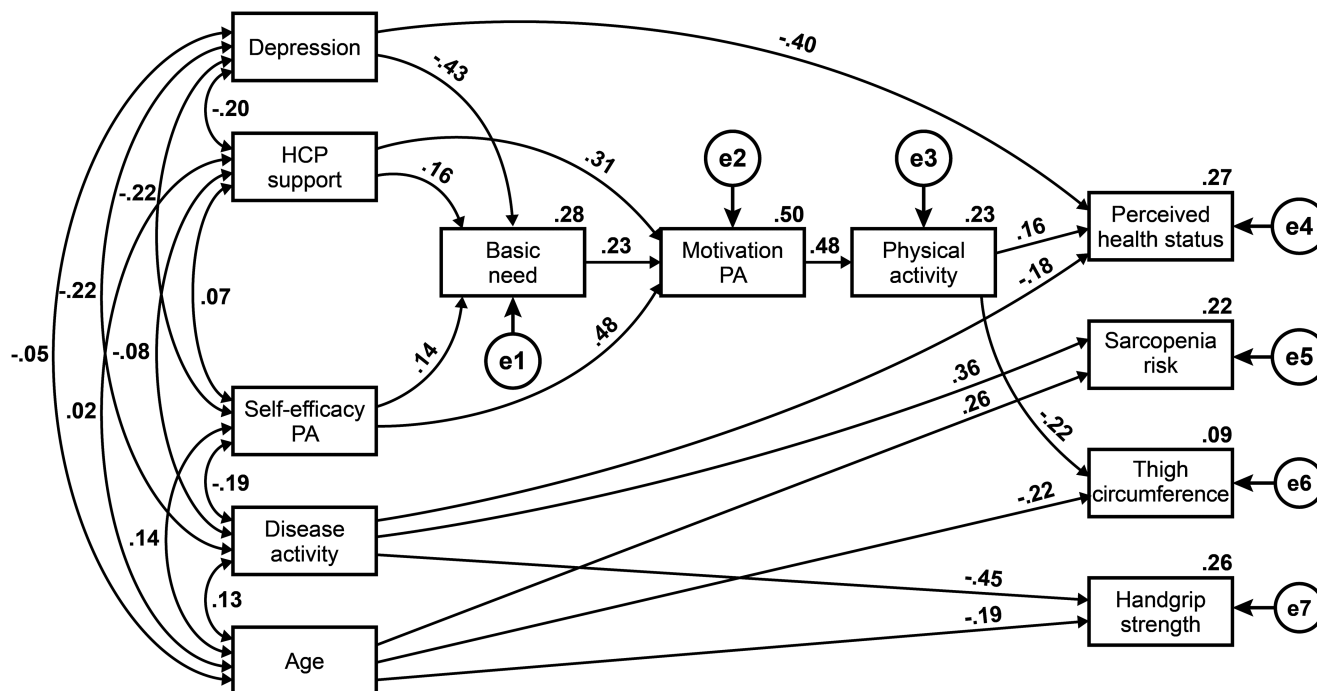 Depression
-.40
-.43
-.20
HCP
support
.31
.16
-.22
e2
e3
.28
Basic
need
.23
.50
Motivation
PA
.48
.23
Physical
activity
.16
-.18
.27
Perceived
health status
e4
-.22
.07
-.05
-.08
.02
e1
.14
.48
.22
Sarcopenia
risk
e5
.36
.26
Self-efficacy
PA
-.22
.09
Thigh
circumference
e6
-.19
-.22
.14
Disease
activity
-.45
.13
-.19
.26
Handgrip
strength
e7
Age